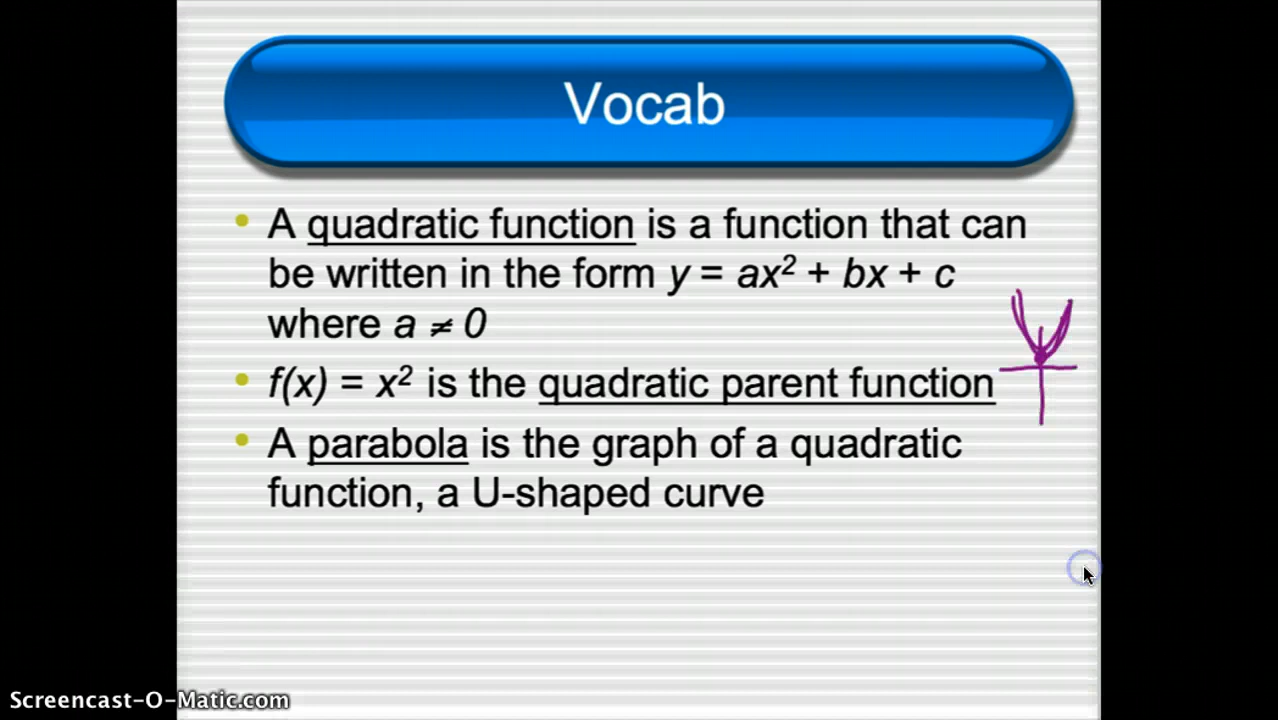 Vocab
• A quadratic function is a function that can
be written in the form y = ax² + bx + c
where a ≠ 0
• f(x) = x² is the quadratic parent function
• A parabola is the graph of a quadratic
function, a U-shaped curve
Screencast-O-Matic.com